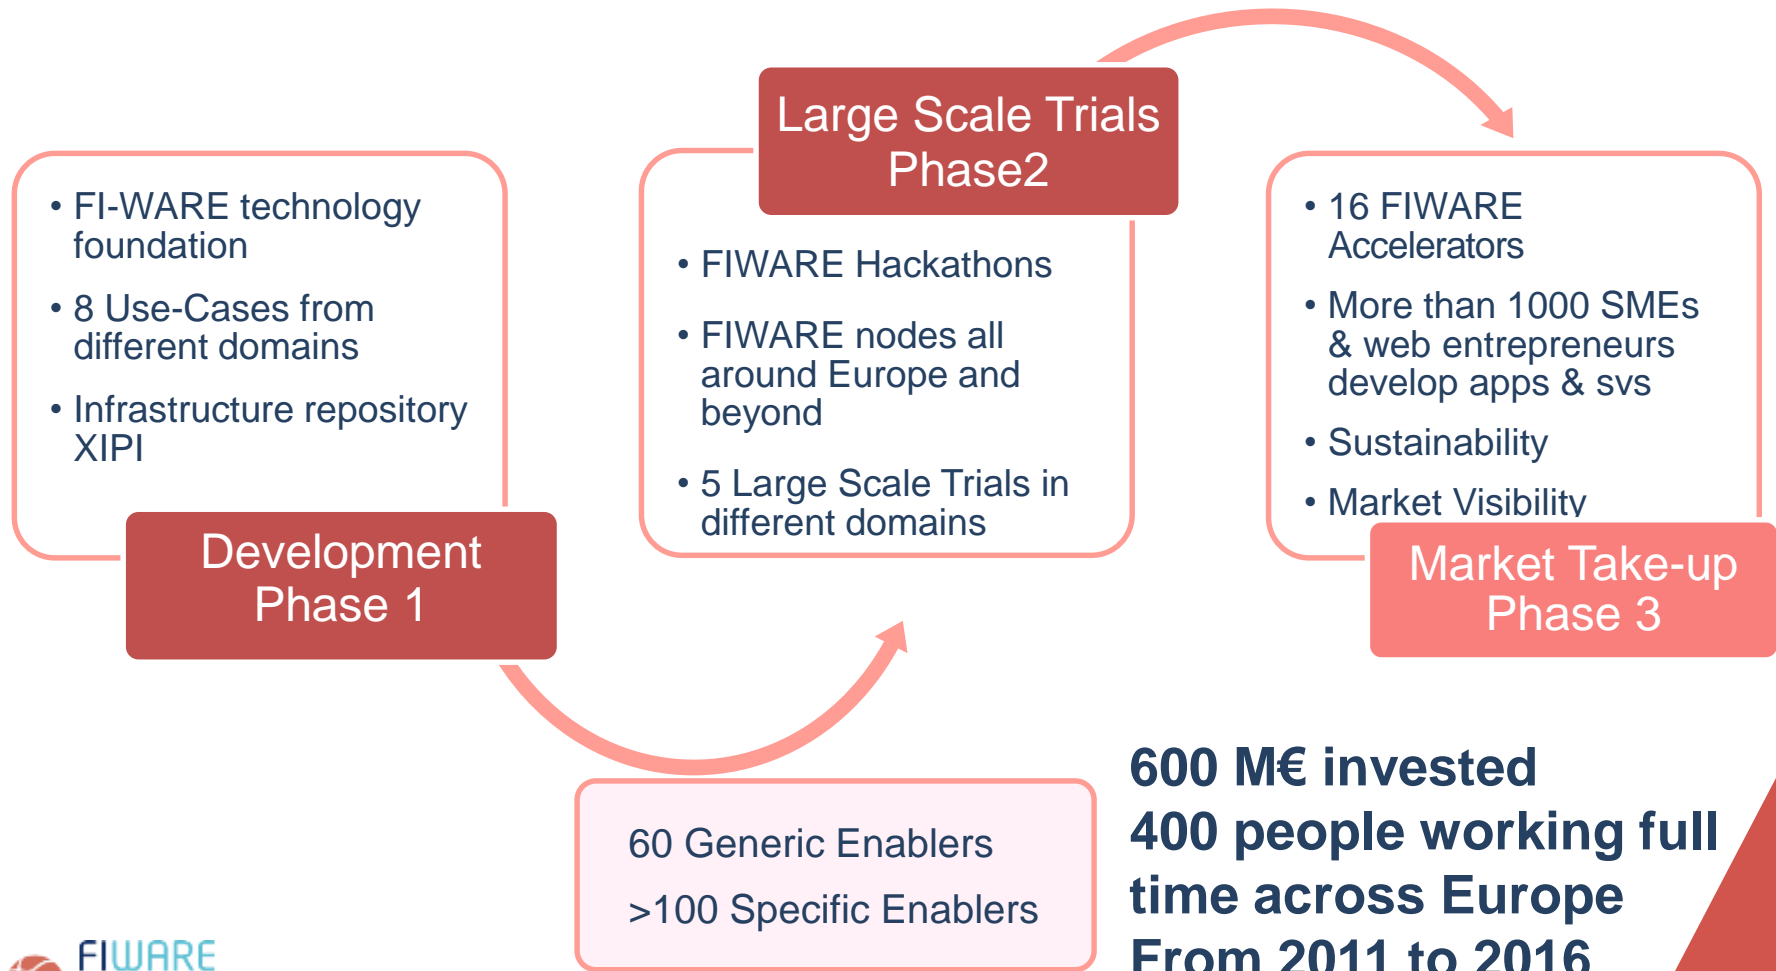 • FI-WARE technology
foundation
• 8 Use-Cases from
different domains
• Infrastructure repository
XIPI
Development
Phase 1
Large Scale Trials
Phase2
• FIWARE Hackathons
• FIWARE nodes all
around Europe and
beyond
• 5 Large Scale Trials in
different domains
• 16 FIWARE
Accelerators
• More than 1000 SMEs
& web entrepreneurs
develop apps & svs
• Sustainability
• Market Visibility
Market Take-up
Phase 3
60 Generic Enablers
>100 Specific Enablers
600 M€ invested
400 people working full
time across Europe
From 2011 to 2016
FIWARE